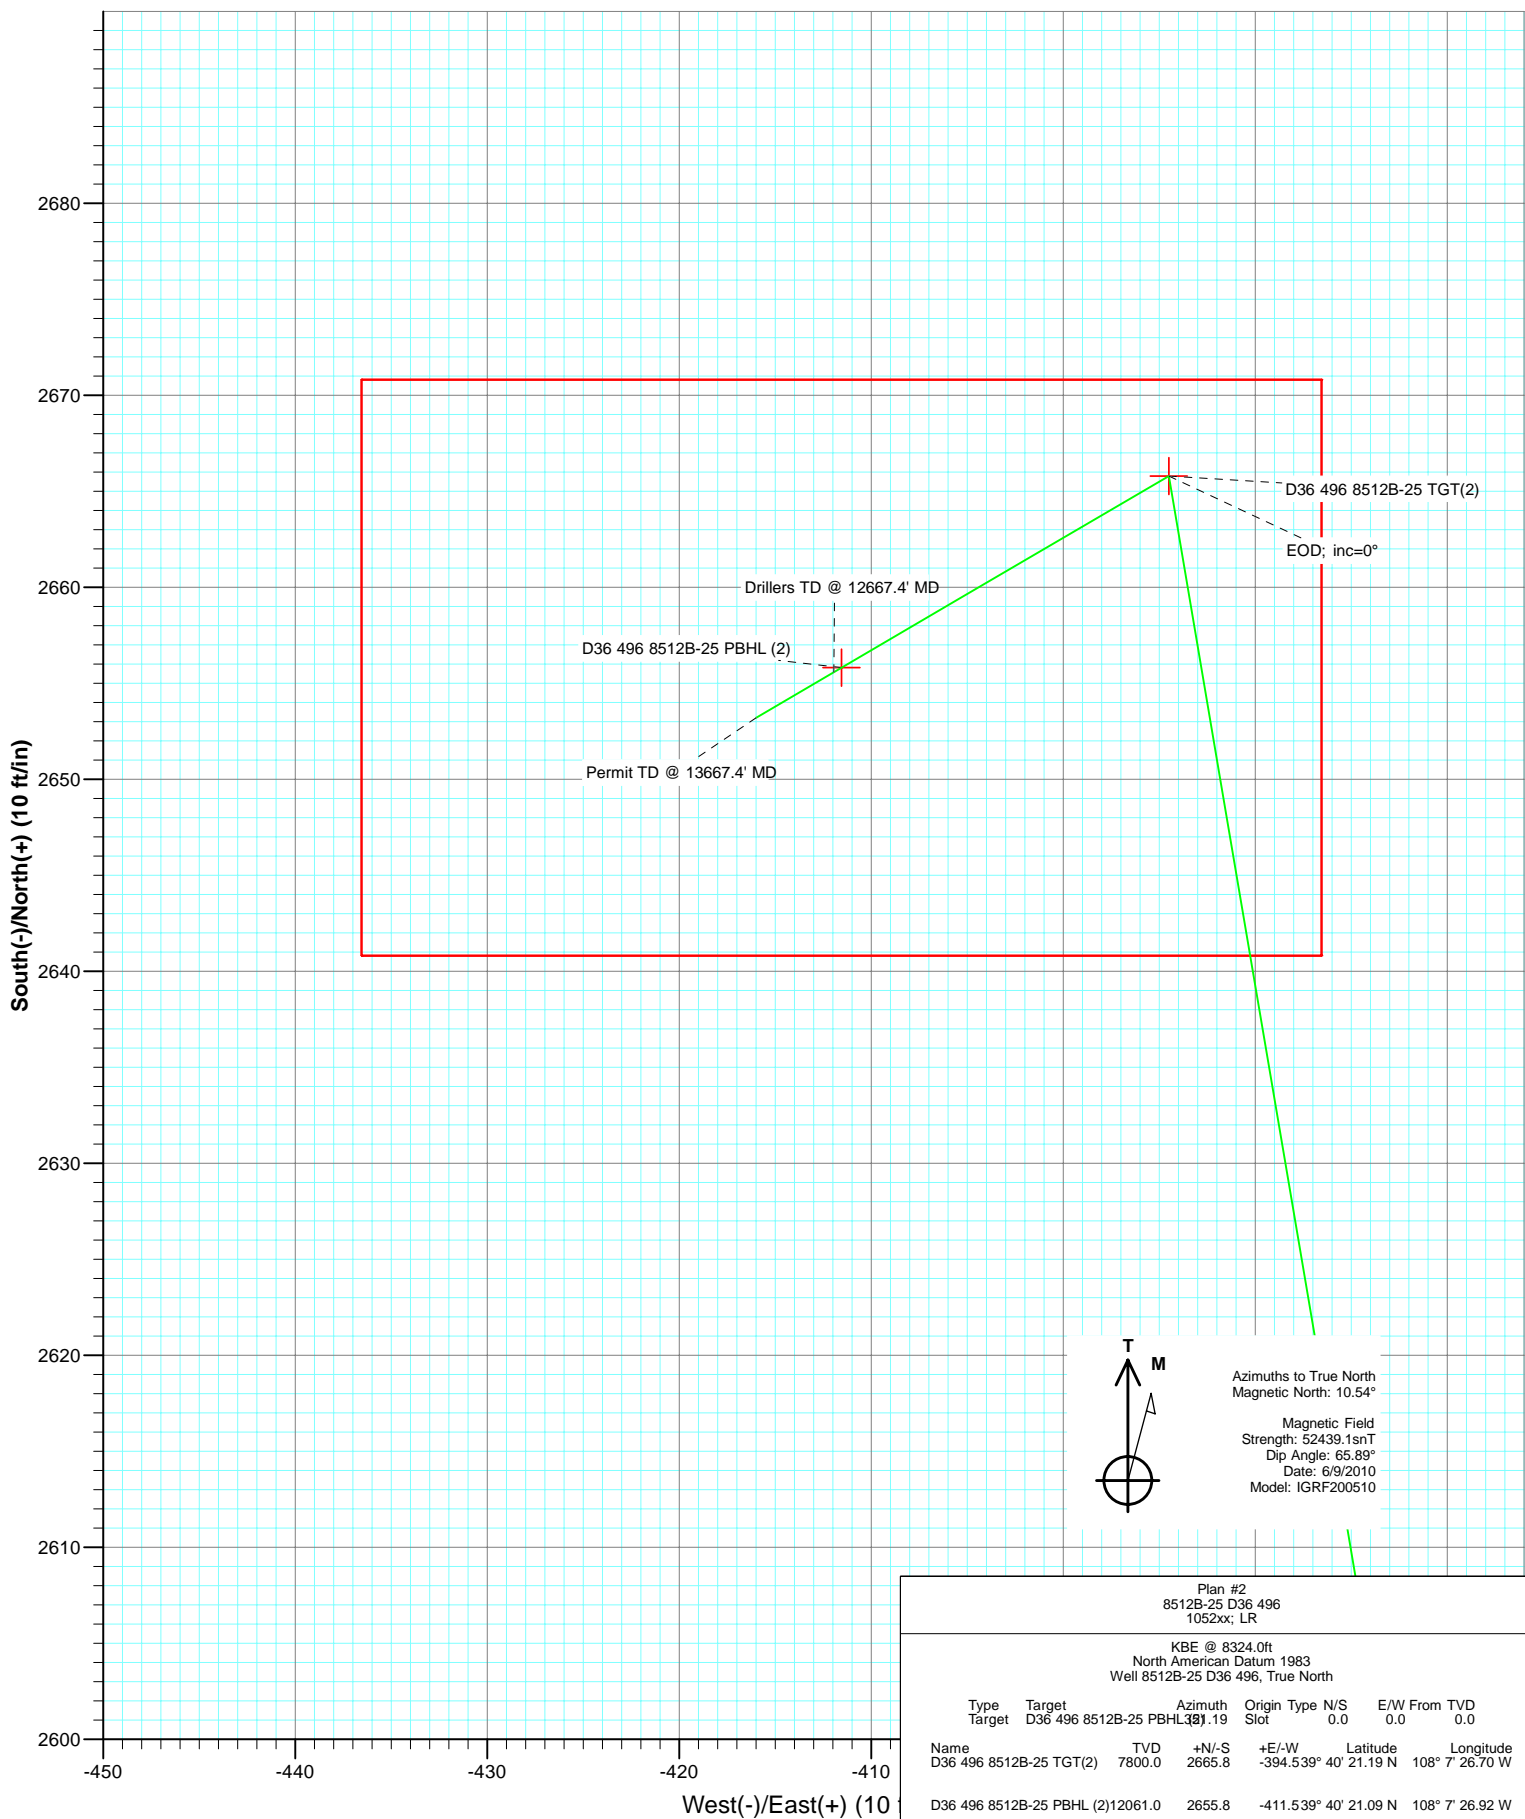 2680
2670
2660
2650
2640
2630
2620
2610
2600
South(-)/North(+) (10 ft/in)
D36 496 8512B-25 TGT(2)
EOD; inc=0°
Drillers TD @ 12667.4' MD
D36 496 8512B-25 PBHL (2)
Permit TD @ 13667.4' MD
T
M
Azimuths to True North
Magnetic North: 10.54°
Magnetic Field
Strength: 52439.1snT
Dip Angle: 65.89°
Date: 6/9/2010
Model: IGRF200510
-450
-440
-430
-420
-410
West(-)/East(+) (10
Plan #2
8512B-25 D36 496
1052xx; LR
KBE @ 8324.0ft
North American Datum 1983
Well 8512B-25 D36 496, True North
Type Target Azimuth Origin Type N/S E/W From TVD
Target D36 496 8512B-25 PBHL Slot 0.0 0.0 0.0
Name TVD +N/-S +E/-W Latitude Longitude
D36 496 8512B-25 TGT(2) 7800.0 2665.8 -394.5 39° 40' 21.19 N 108° 7' 26.70 W
D36 496 8512B-25 PBHL (2) 12061.0 2655.8 -411.5 39° 40' 21.09 N 108° 7' 26.92 W